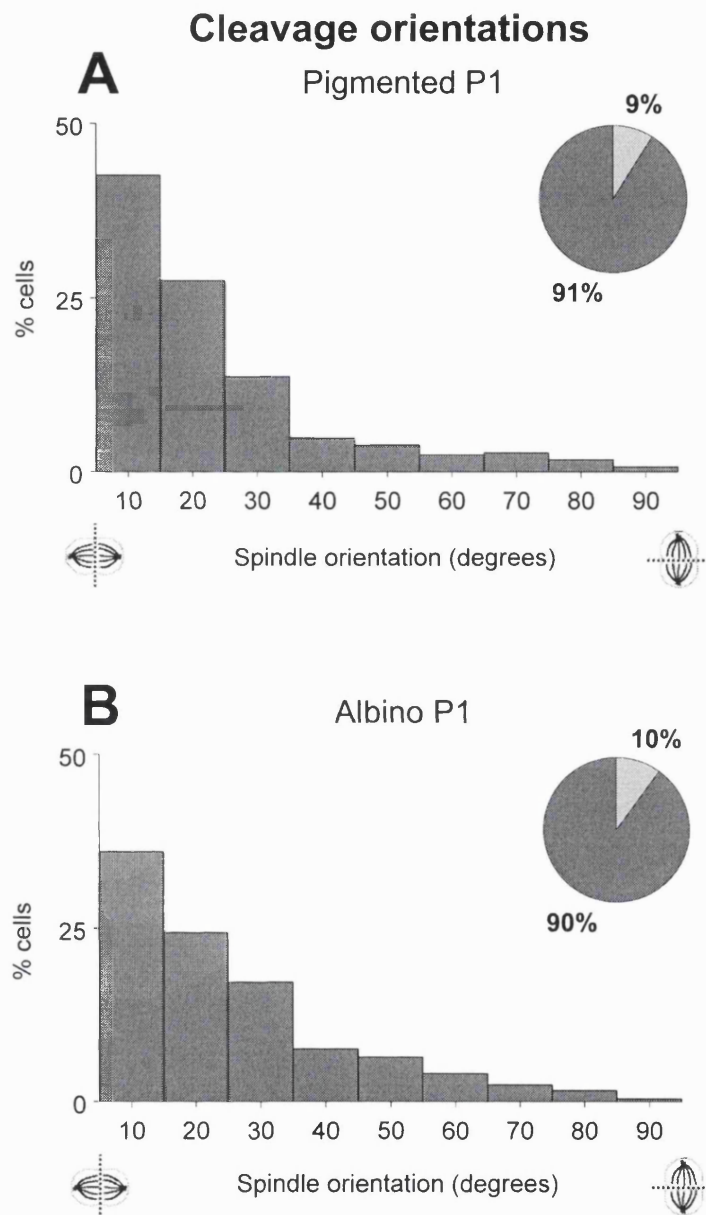 Cleavage orientations
A
Pigmented P1
9%
91%
50
25
0
% cells
10 20 30 40 50 60 70 80 90
Spindle orientation (degrees)
B
Albino P1
10%
90%
50
25
0
% cells
10 20 30 40 50 60 70 80 90
Spindle orientation (degrees)